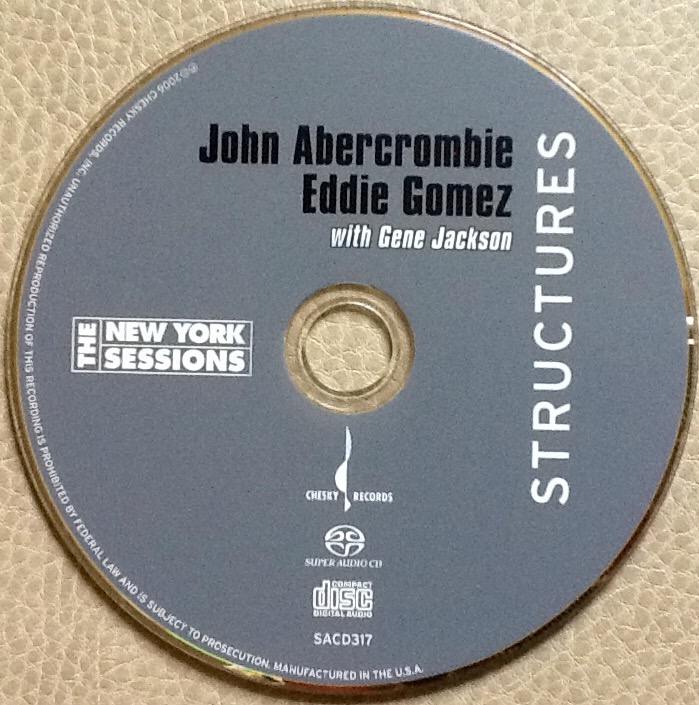 John Abercrombie
Eddie Gomez
with Gene Jackson
STRUCTURES
THE
NEW YORK
SESSIONS
CHESKY RECORDS
SUPER AUDIO CD
COMPACT
disc
DIGITAL AUDIO
SACD317
℗©2006 CHESKY RECORDS, INC. UNAUTHORIZED REPRODUCTION OF THIS RECORDING IS PROHIBITED BY FEDERAL LAW AND IS SUBJECT TO PROSECUTION. MANUFACTURED IN THE U.S.A.